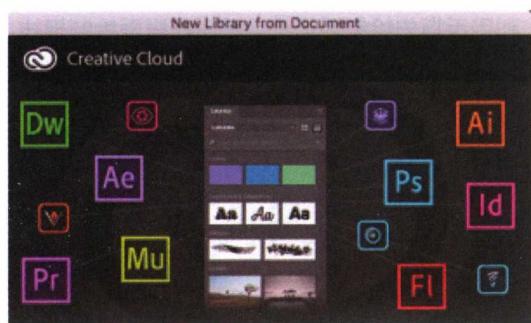 New Library from Document
Creative Cloud
Dw
Ai
Ae
Ps
Id
Aa Aa Aa
Mu
Pr
Fl